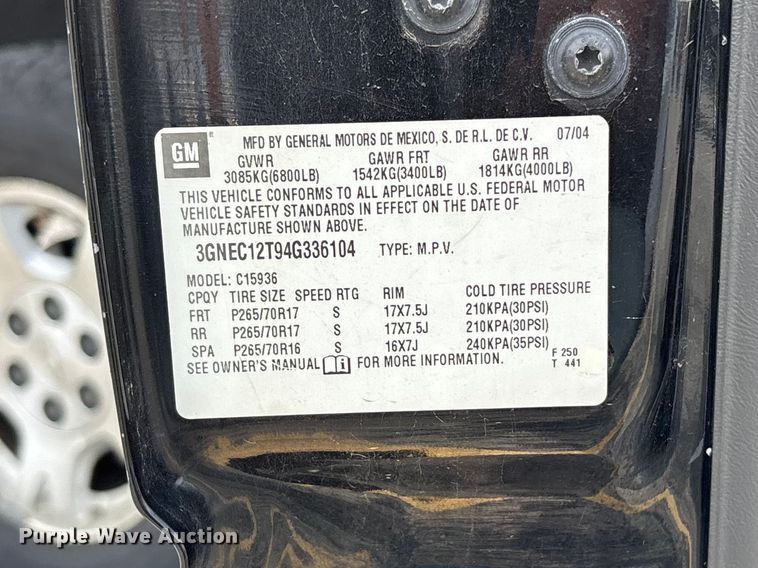 GM ® MFD BY GENERAL MOTORS DE MEXICO, S. DE R.L. DE C.V. 07/04
GVWR GAWR FRT GAWR RR
3085KG(6800LB) 1542KG(3400LB) 1814KG(4000LB)
THIS VEHICLE CONFORMS TO ALL APPLICABLE U.S. FEDERAL MOTOR
VEHICLE SAFETY STANDARDS IN EFFECT ON THE DATE OF
MANUFACTURE SHOWN ABOVE.
3GNEC12T94G336104 TYPE: M.P.V.
MODEL: C15936
CPQY TIRE SIZE SPEED RTG RIM COLD TIRE PRESSURE
FRT P265/70R17 S 17X7.5J 210KPA(30PSI)
RR P265/70R17 S 17X7.5J 210KPA(30PSI)
SPA P265/70R16 S 16X7J 240KPA(35PSI)
SEE OWNER'S MANUAL FOR MORE INFORMATION. F 250
T 441
Purple Wave Auction